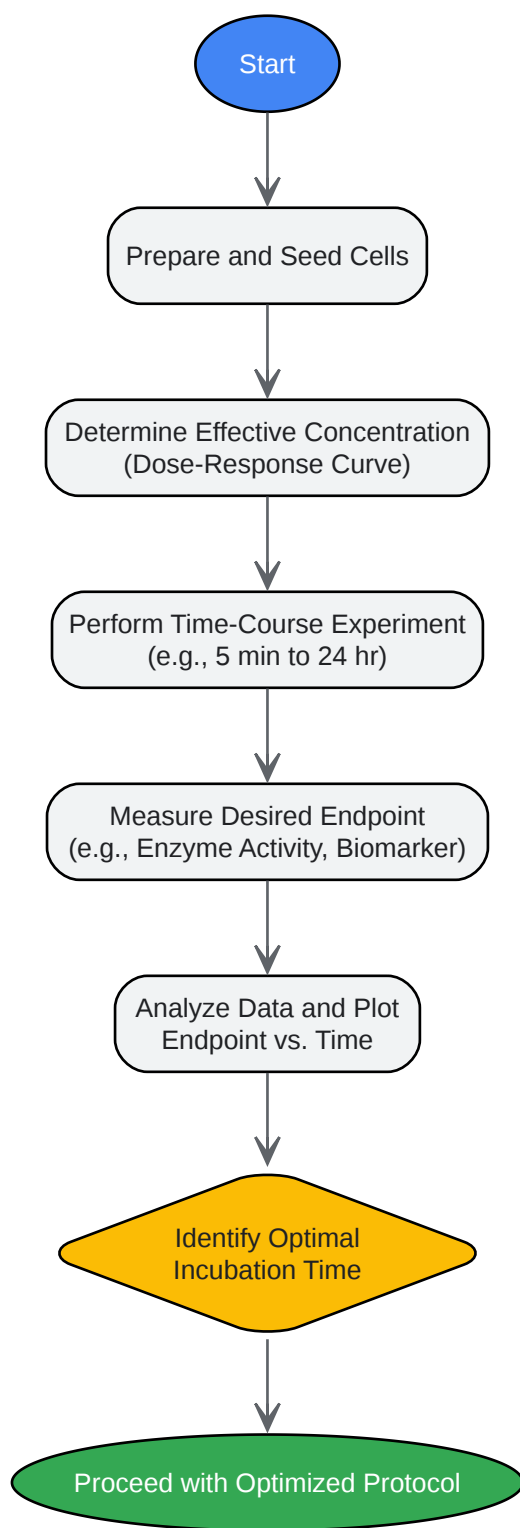 Start
Prepare and Seed Cells
Determine Effective Concentration
(Dose-Response Curve)
Perform Time-Course Experiment
(e.g., 5 min to 24 hr)
Measure Desired Endpoint
(e.g., Enzyme Activity, Biomarker)
Analyze Data and Plot
Endpoint vs. Time
Identify Optimal
Incubation Time
Proceed with Optimized Protocol